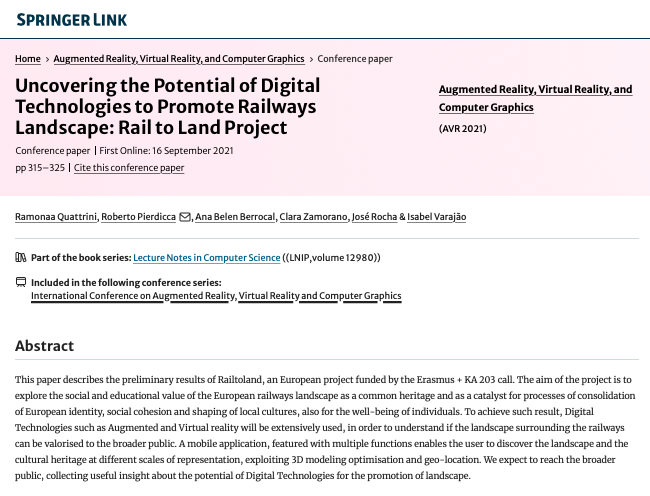 SPRINGER LINK
Home > Augmented Reality, Virtual Reality, and Computer Graphics > Conference paper
Uncovering the Potential of Digital
Technologies to Promote Railways
Landscape: Rail to Land Project
Conference paper | First Online: 16 September 2021
pp 315–325 | Cite this conference paper
Augmented Reality, Virtual Reality, and
Computer Graphics
(AVR 2021)
Ramonaa Quattrini, Roberto Pierdicca, Ana Belen Berrocal, Clara Zamorano, José Rocha & Isabel Varajão
Part of the book series: Lecture Notes in Computer Science ((LNIP,volume 12980))
Included in the following conference series:
International Conference on Augmented Reality, Virtual Reality and Computer Graphics
Abstract
This paper describes the preliminary results of Railtoland, an European project funded by the Erasmus + KA 203 call. The aim of the project is to
explore the social and educational value of the European railways landscape as a common heritage and as a catalyst for processes of consolidation
of European identity, social cohesion and shaping of local cultures, also for the well-being of individuals. To achieve such result, Digital
Technologies such as Augmented and Virtual reality will be extensively used, in order to understand if the landscape surrounding the railways
can be valorised to the broader public. A mobile application, featured with multiple functions enables the user to discover the landscape and the
cultural heritage at different scales of representation, exploiting 3D modeling optimisation and geo-location. We expect to reach the broader
public, collecting useful insight about the potential of Digital Technologies for the promotion of landscape.